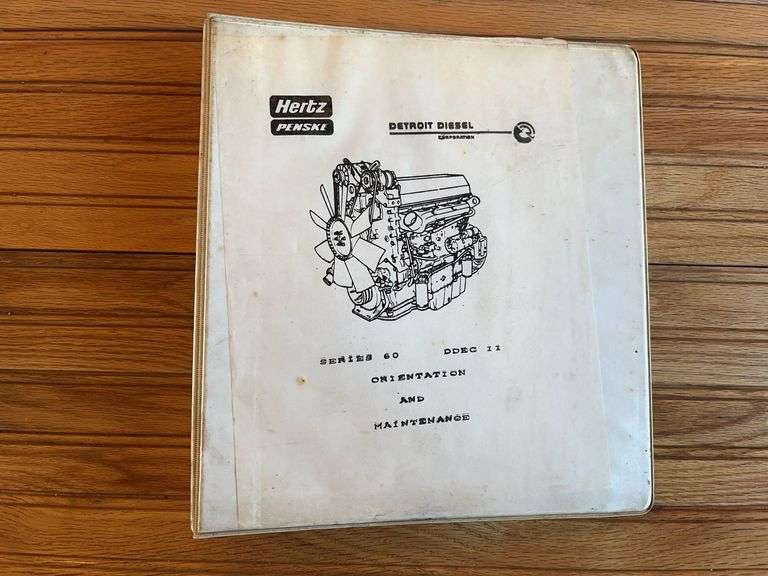 Hertz
PENSKE
DETROIT DIESEL
CORPORATION
SERIES 60 DDEC II
ORIENTATION
AND
MAINTENANCE